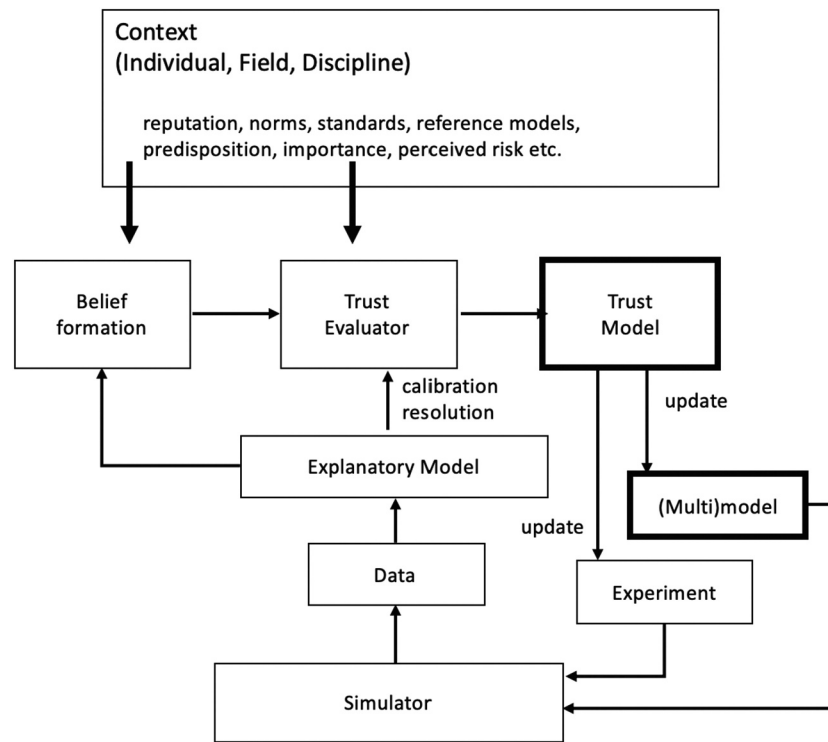 Context
(Individual, Field, Discipline)
reputation, norms, standards, reference models,
predisposition, importance, perceived risk etc.
Belief
formation
Trust
Evaluator
Trust
Model
calibration
resolution
update
Explanatory Model
(Multi)model
update
Data
Experiment
Simulator